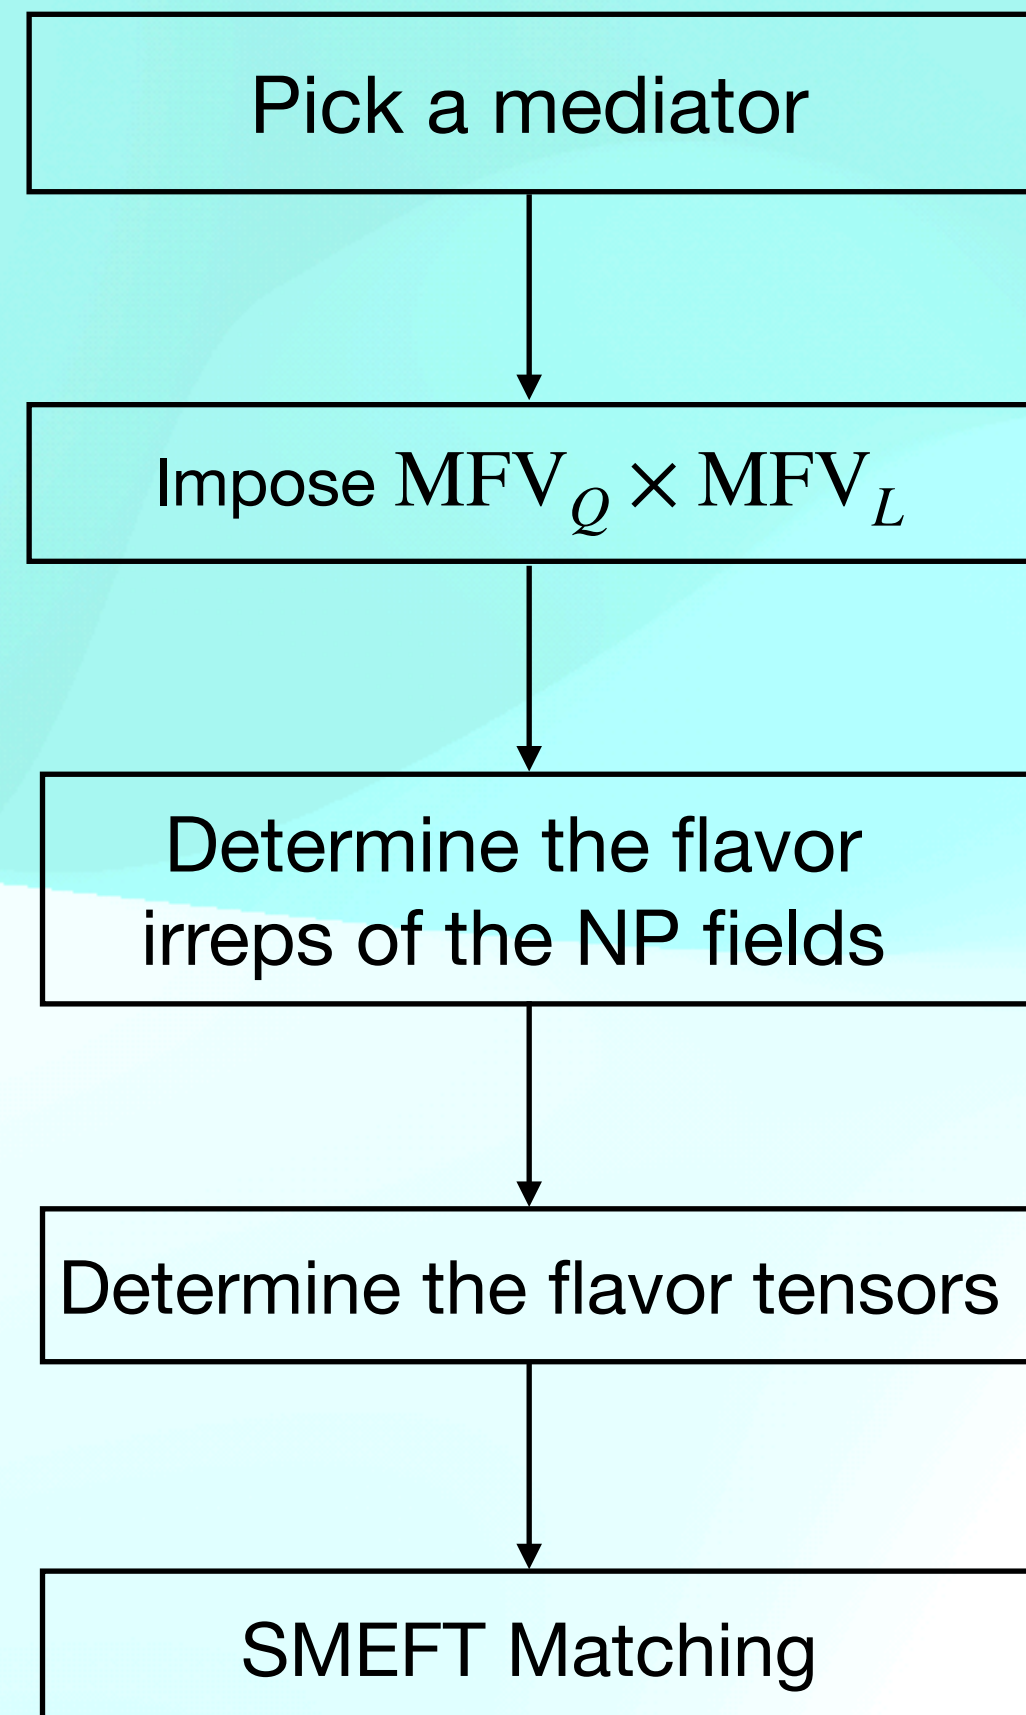 Pick a mediator
Impose MFV_Q × MFV_L
Determine the flavor
irreps of the NP fields
Determine the flavor tensors
SMEFT Matching